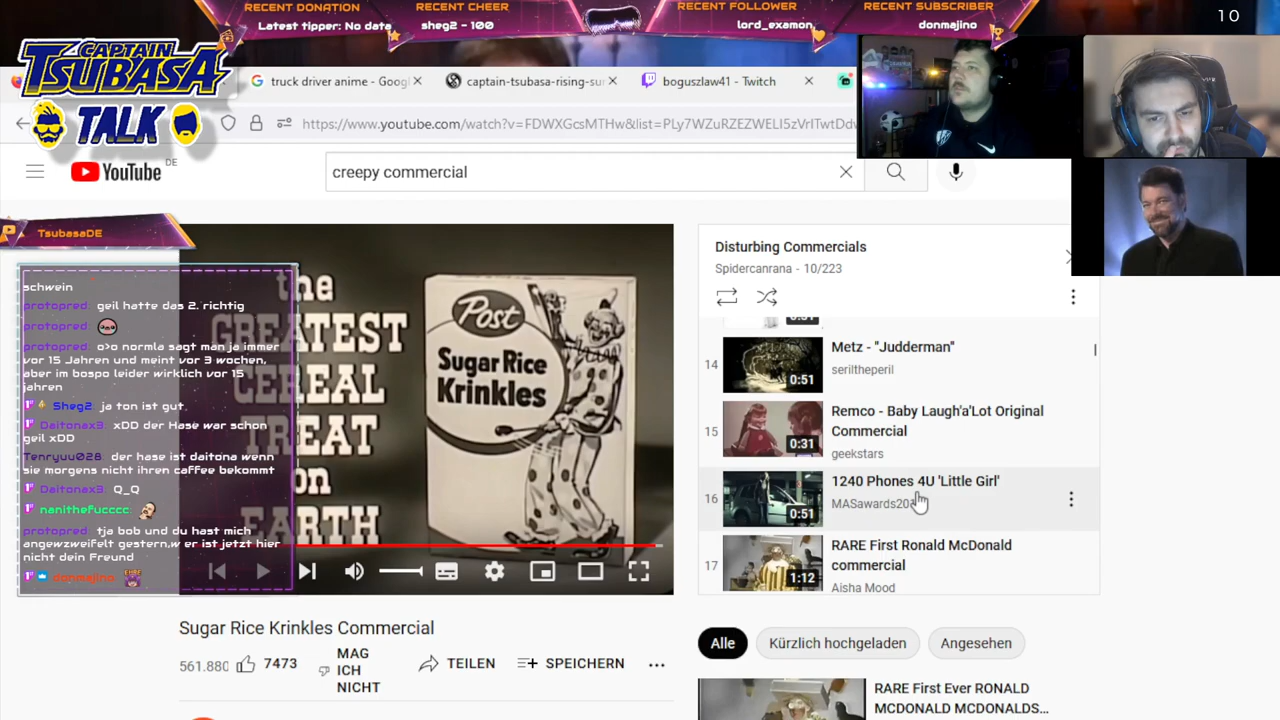 RECENT DONATION
Latest tipper: No data
RECENT CHEER
sheg2 - 100
RECENT FOLLOWER
lord_examon
RECENT SUBSCRIBER
donmajino
10
CAPTAIN
TSUBASA
TALK
truck driver anime - Goog
captain-tsubasa-rising-su
boguszlaw41 - Twitch
https://www.youtube.com/watch?v=FDWXGcsMTHw&list=PLy7WZuRZEZWELI5zVrITwtDdv
YouTube
DE
creepy commercial
TsubasaDE
schwein
protopred: geil hatte das 2. richtig
protopred:
protopred: o>o normla sagt man ja immer
vor 15 Jahren und meint vor 3 wochen,
aber im bospo leider wirklich vor 15
jahren
Sheg2: ja ton ist gut
Daitonax3: xDD der Hase war schon
geil xDD
Tenryuu028: der hase ist daitona wenn
sie morgens nicht ihren caffee bekommt
Daitonax3: Q_Q
nanitheFucccc:
protopred: tja bob und du hast mich
angewzweifelt gestern,w er ist jetzt hier
nicht dein Freund
donmajino
the
GREATEST
CEREAL
TREAT
on
EARTH
Post
Sugar Rice
Krinkles
Disturbing Commercials
Spidercanrana - 10/223
14
0:51
Metz - "Judderman"
seriltheperil
15
0:31
Remco - Baby Laugh'a'Lot Original
Commercial
geekstars
16
0:51
1240 Phones 4U 'Little Girl'
MASawards20
17
1:12
RARE First Ronald McDonald
commercial
Aisha Mood
Sugar Rice Krinkles Commercial
561.880
7473
MAG
ICH
NICHT
TEILEN
SPEICHERN
Alle
Kürzlich hochgeladen
Angesehen
RARE First Ever RONALD
MCDONALD MCDONALDS...